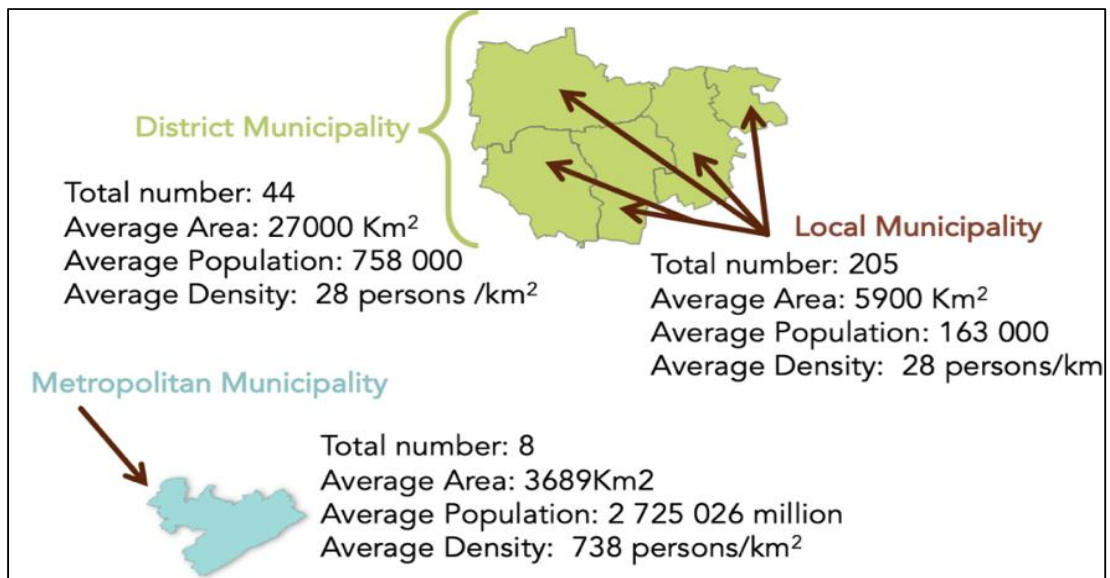 District Municipality
Total number: 44
Average Area: 27000 Km²
Average Population: 758 000
Average Density:  28 persons /km²
Local Municipality
Total number: 205
Average Area: 5900 Km²
Average Population: 163 000
Average Density:  28 persons/km
Metropolitan Municipality
Total number: 8
Average Area: 3689Km2
Average Population: 2 725 026 million
Average Density:  738 persons/km²